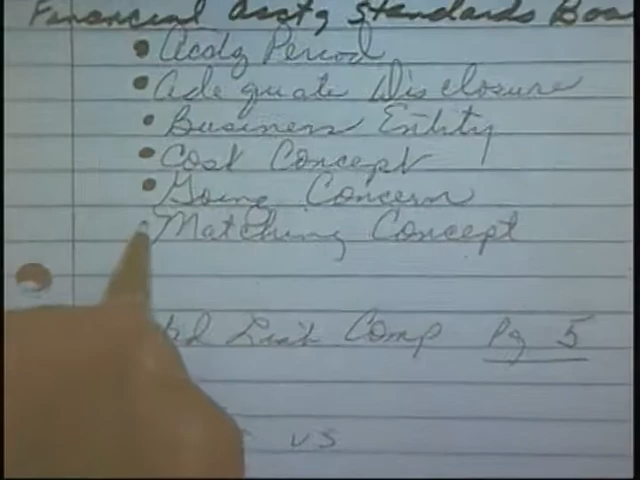 Financial Acctg Standards Boa
• Acctg Period
• Adequate Disclosure
• Business Entity
• Cost Concept
• Going Concern
• Matching Concept
List Comp Pg 5
vs